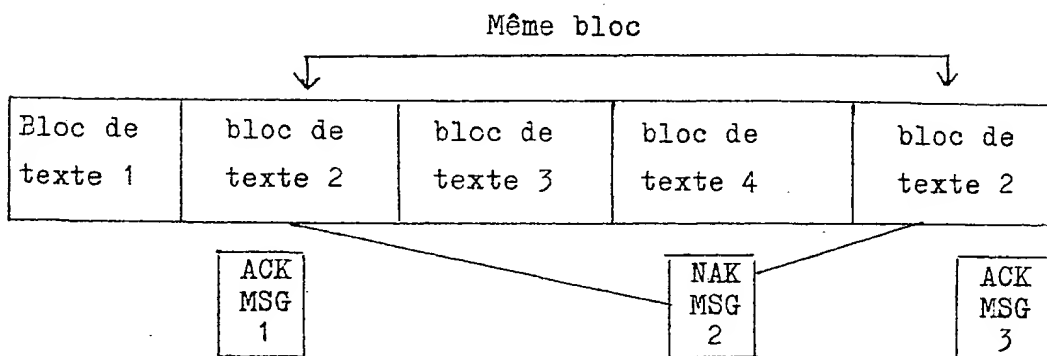 Même bloc
Bloc de
texte 1
bloc de
texte 2
bloc de
texte 3
bloc de
texte 4
bloc de
texte 2
ACK
MSG
1
NAK
MSG
2
ACK
MSG
3